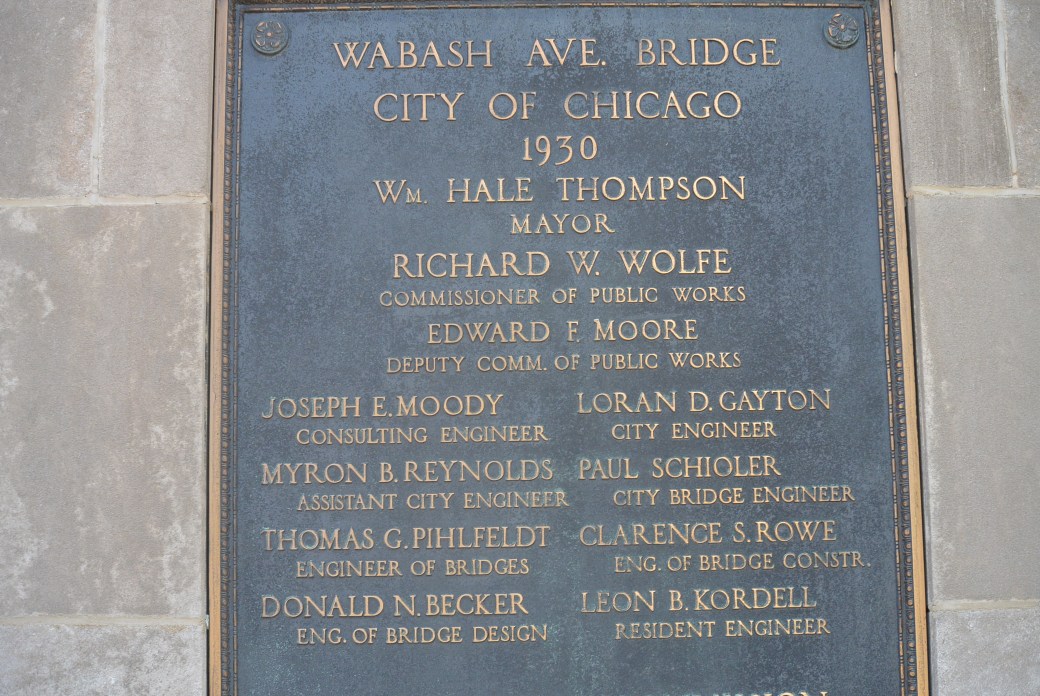 WABASH AVE. BRIDGE
CITY OF CHICAGO
1930
WM. HALE THOMPSON
MAYOR
RICHARD W. WOLFE
COMMISSIONER OF PUBLIC WORKS
EDWARD F. MOORE
DEPUTY COMM. OF PUBLIC WORKS
JOSEPH E. MOODY
CONSULTING ENGINEER
LORAN D. GAYTON
CITY ENGINEER
MYRON B. REYNOLDS
ASSISTANT CITY ENGINEER
PAUL SCHIOLER
CITY BRIDGE ENGINEER
THOMAS G. PIHLFELDT
ENGINEER OF BRIDGES
CLARENCE S. ROWE
ENG. OF BRIDGE CONSTR.
DONALD N. BECKER
ENG. OF BRIDGE DESIGN
LEON B. KORDELL
RESIDENT ENGINEER